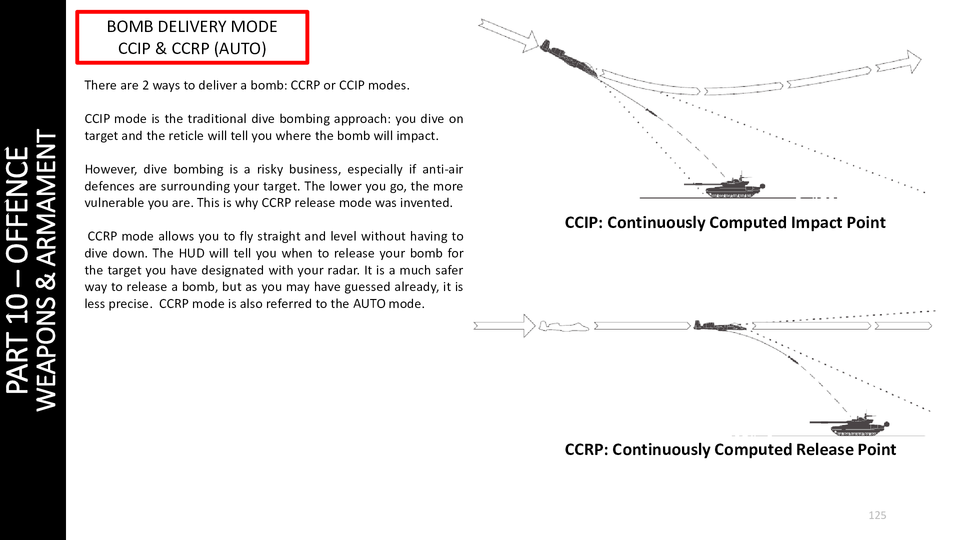 PART 10 – OFFENCE
WEAPONS & ARMAMENT
BOMB DELIVERY MODE
CCIP & CCRP (AUTO)
There are 2 ways to deliver a bomb: CCRP or CCIP modes.
CCIP mode is the traditional dive bombing approach: you dive on
target and the reticle will tell you where the bomb will impact.
However, dive bombing is a risky business, especially if anti-air
defences are surrounding your target. The lower you go, the more
vulnerable you are. This is why CCRP release mode was invented.
CCRP mode allows you to fly straight and level without having to
dive down. The HUD will tell you when to release your bomb for
the target you have designated with your radar. It is a much safer
way to release a bomb, but as you may have guessed already, it is
less precise. CCRP mode is also referred to the AUTO mode.
CCIP: Continuously Computed Impact Point
CCRP: Continuously Computed Release Point
125